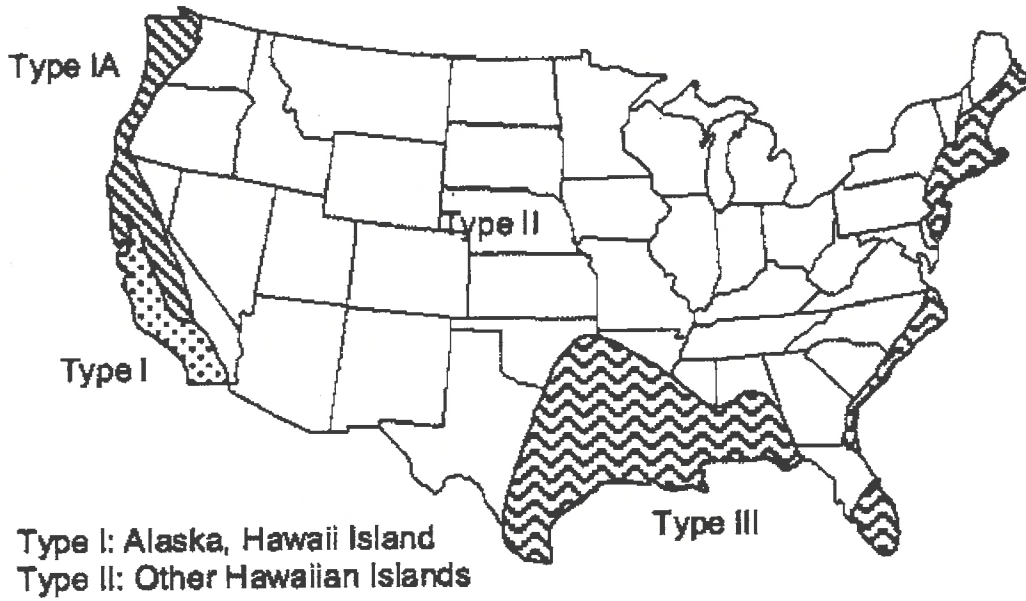 Type IA
Type II
Type I
Type III
Type I: Alaska, Hawaii Island
Type II: Other Hawaiian Islands